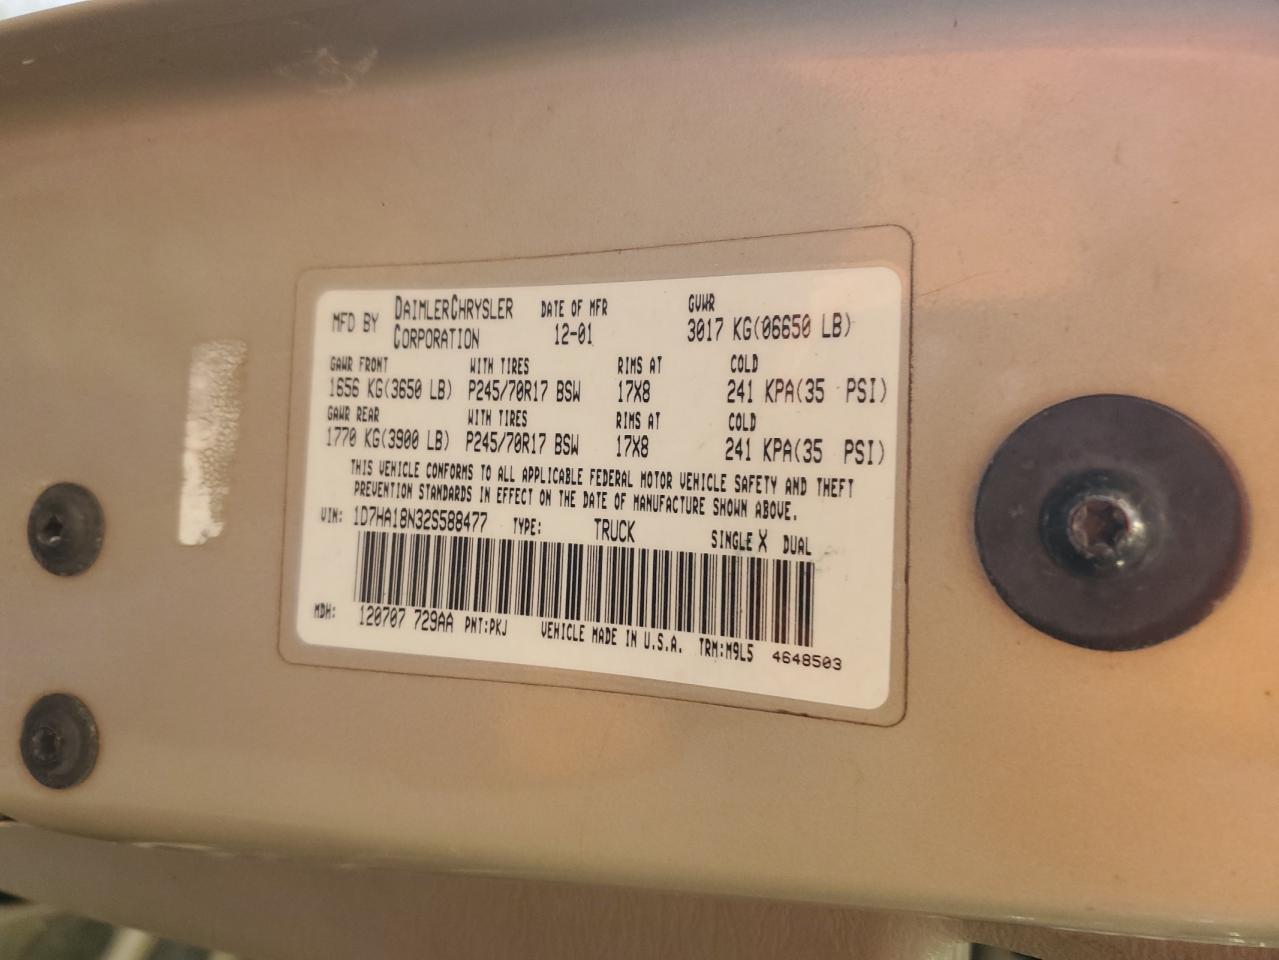 MFD BY DAIMLERCHRYSLER CORPORATION DATE OF MFR 12-01 GVWR 3017 KG(06650 LB)
GAWR FRONT WITH TIRES RIMS AT COLD
1656 KG(3650 LB) P245/70R17 BSW 17X8 241 KPA(35 PSI)
GAWR REAR WITH TIRES RIMS AT COLD
1770 KG(3900 LB) P245/70R17 BSW 17X8 241 KPA(35 PSI)
THIS VEHICLE CONFORMS TO ALL APPLICABLE FEDERAL MOTOR VEHICLE SAFETY AND THEFT
PREVENTION STANDARDS IN EFFECT ON THE DATE OF MANUFACTURE SHOWN ABOVE.
VIN: 1D7HA18N32S588477 TYPE: TRUCK SINGLE X DUAL
MDH: 120707 729AA PNT:PKJ VEHICLE MADE IN U.S.A. TRM:M9L5 4648503